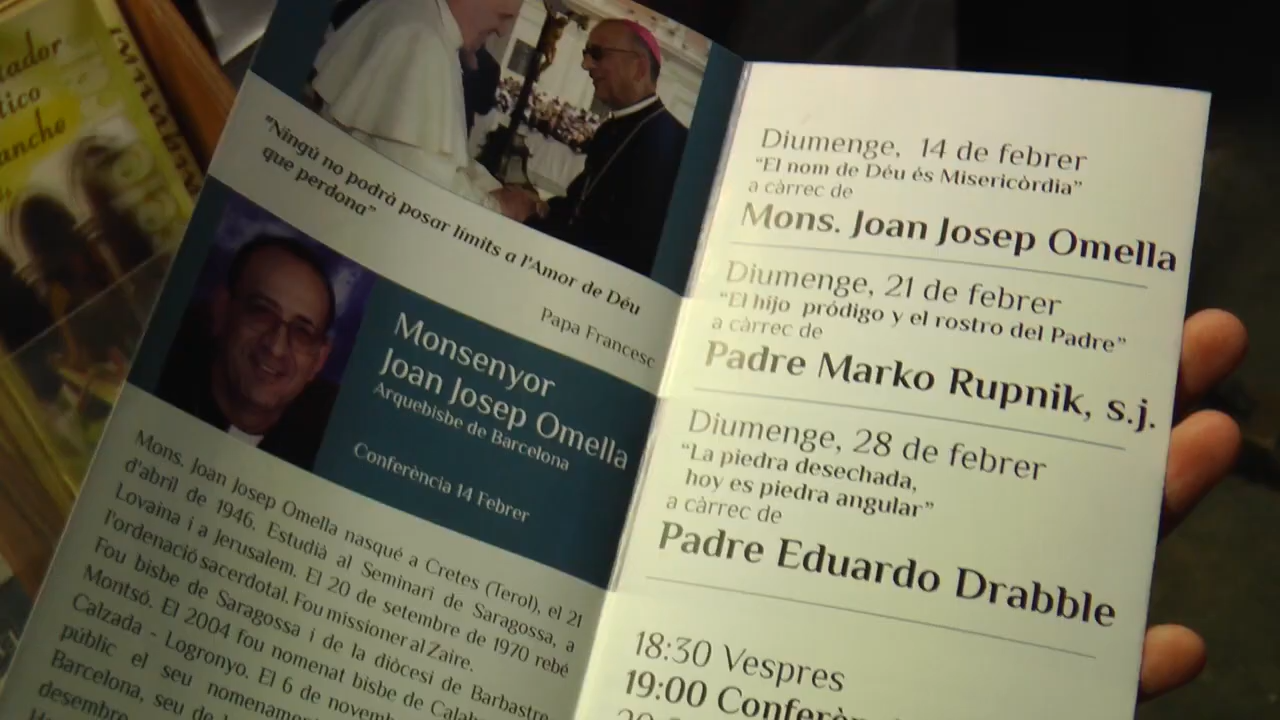 "Ningú no podrà posar límits a l'Amor de Déu
que perdona"
Papa Francesc
Monsenyor
Joan Josep Omella
Arquebisbe de Barcelona
Conferència 14 Febrer
Mons. Joan Josep Omella nasqué a Cretes (Terol), el 21
d'abril de 1946. Estudià al Seminari de Saragossa, a
Lovaina i a Jerusalem. El 20 de setembre de 1970 rebé
l'ordenació sacerdotal. Fou missioner al Zaire.
Fou bisbe de Saragossa i de la diòcesi de Barbastre
Montsó. El 2004 fou nomenat bisbe de
Calzada - Logronyo. El 6 de
públic el seu
Barcelona, seu de
desembre
Diumenge, 14 de febrer
“El nom de Déu és Misericòrdia”
a càrrec de
Mons. Joan Josep Omella
Diumenge, 21 de febrer
“El hijo pródigo y el rostro del Padre”
a càrrec de
Padre Marko Rupnik, s.j.
Diumenge, 28 de febrer
“La piedra desechada,
hoy es piedra angular”
a càrrec de
Padre Eduardo Drabble
18:30 Vespres
19:00